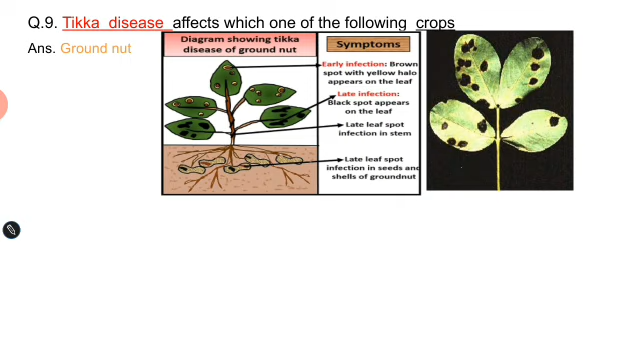 Q.9. Tikka disease affects which one of the following crops
Ans. Ground nut
Diagram showing tikka
disease of ground nut
Symptoms
Early infection: Brown
spot with yellow halo
appears on the leaf
Late infection:
Black spot appears
on the leaf
Late leaf spot
infection in stem
Late leaf spot
infection in seeds and
shells of groundnut